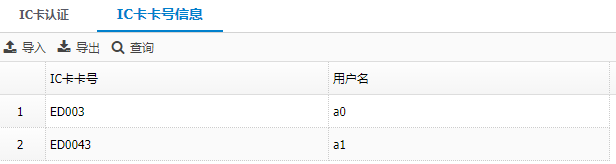 IC卡认证 IC卡卡号信息
导入 导出 查询
IC卡卡号 用户名
1 ED003 a0
2 ED0043 a1